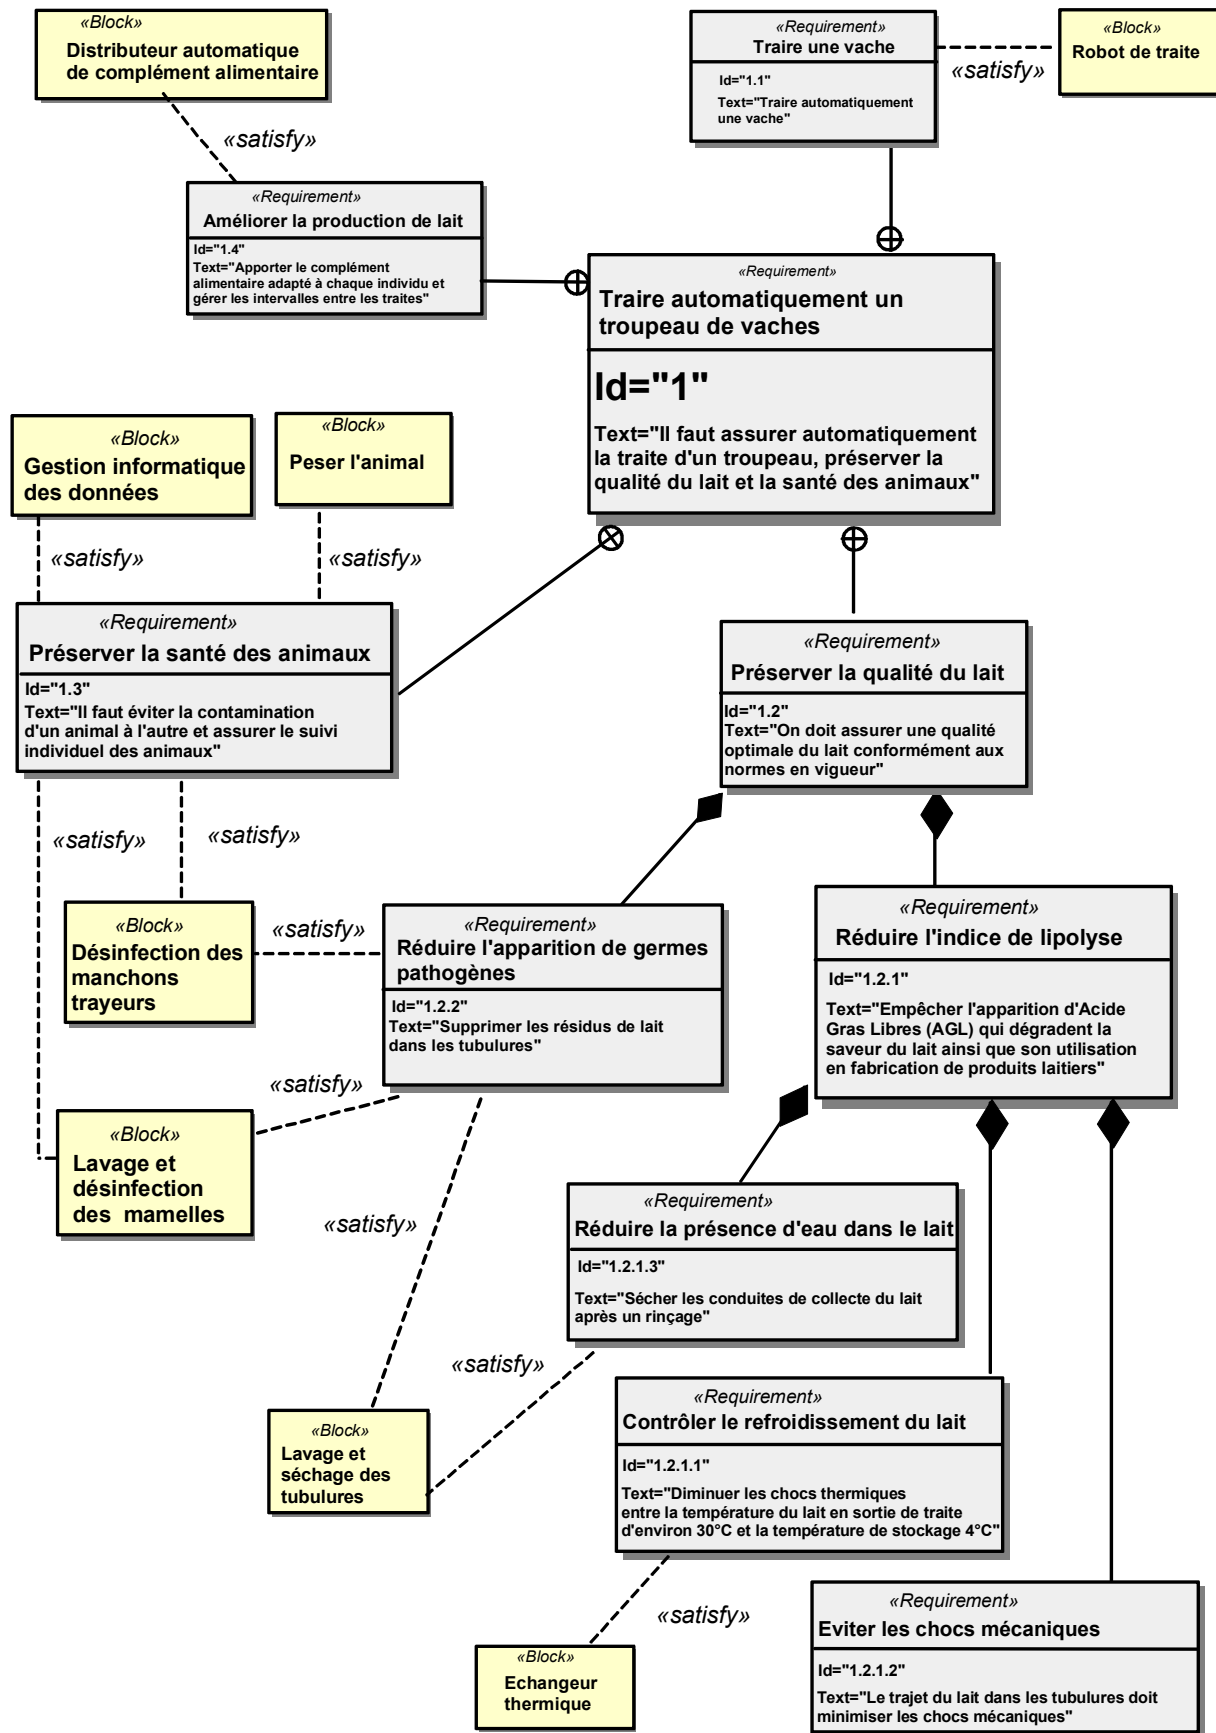 «Block»
Distributeur automatique
de complément alimentaire
«satisfy»
«Requirement»
Traire une vache
Id="1.1"
Text="Traire automatiquement
une vache"
«satisfy»
«Block»
Robot de traite
«Requirement»
Améliorer la production de lait
Id="1.4"
Text="Apporter le complément
alimentaire adapté à chaque individu et
gérer les intervalles entre les traites"
«Requirement»
Traire automatiquement un
troupeau de vaches
Id="1"
Text="Il faut assurer automatiquement
la traite d'un troupeau, préserver la
qualité du lait et la santé des animaux"
«Block»
Gestion informatique
des données
«Block»
Peser l'animal
«satisfy»
«satisfy»
«Requirement»
Préserver la santé des animaux
Id="1.3"
Text="Il faut éviter la contamination
d'un animal à l'autre et assurer le suivi
individuel des animaux"
«Requirement»
Préserver la qualité du lait
Id="1.2"
Text="On doit assurer une qualité
optimale du lait conformément aux
normes en vigueur"
«satisfy»
«satisfy»
«Block»
Désinfection des
manchons
trayeurs
«satisfy»
«Requirement»
Réduire l'apparition de germes
pathogènes
Id="1.2.2"
Text="Supprimer les résidus de lait
dans les tubulures"
«Requirement»
Réduire l'indice de lipolyse
Id="1.2.1"
Text="Empêcher l'apparition d'Acide
Gras Libres (AGL) qui dégradent la
saveur du lait ainsi que son utilisation
en fabrication de produits laitiers"
«satisfy»
«Block»
Lavage et
désinfection
des mamelles
«satisfy»
«Requirement»
Réduire la présence d'eau dans le lait
Id="1.2.1.3"
Text="Sécher les conduites de collecte du lait
après un rinçage"
«satisfy»
«Block»
Lavage et
séchage des
tubulures
«Requirement»
Contrôler le refroidissement du lait
Id="1.2.1.1"
Text="Diminuer les chocs thermiques
entre la température du lait en sortie de traite
d'environ 30°C et la température de stockage 4°C"
«satisfy»
«Block»
Echangeur
thermique
«Requirement»
Eviter les chocs mécaniques
Id="1.2.1.2"
Text="Le trajet du lait dans les tubulures doit
minimiser les chocs mécaniques"